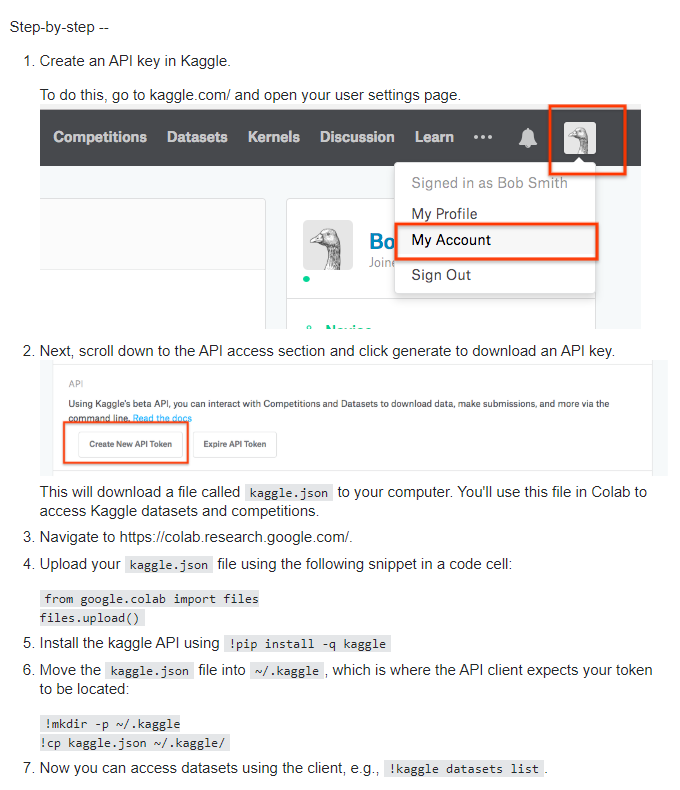 Step-by-step --
1. Create an API key in Kaggle.
To do this, go to kaggle.com/ and open your user settings page.
Competitions Datasets Kernels Discussion Learn •••
Signed in as Bob Smith
My Profile
Bo My Account
Joine
Sign Out
2. Next, scroll down to the API access section and click generate to download an API key.
API
Using Kaggle's beta API, you can interact with Competitions and Datasets to download data, make submissions, and more via the
command line. Read the docs
Create New API Token Expire API Token
This will download a file called kaggle.json to your computer. You'll use this file in Colab to
access Kaggle datasets and competitions.
3. Navigate to https://colab.research.google.com/.
4. Upload your kaggle.json file using the following snippet in a code cell:
from google.colab import files
files.upload()
5. Install the kaggle API using !pip install -q kaggle
6. Move the kaggle.json file into ~/.kaggle, which is where the API client expects your token
to be located:
!mkdir -p ~/.kaggle
!cp kaggle.json ~/.kaggle/
7. Now you can access datasets using the client, e.g., !kaggle datasets list.